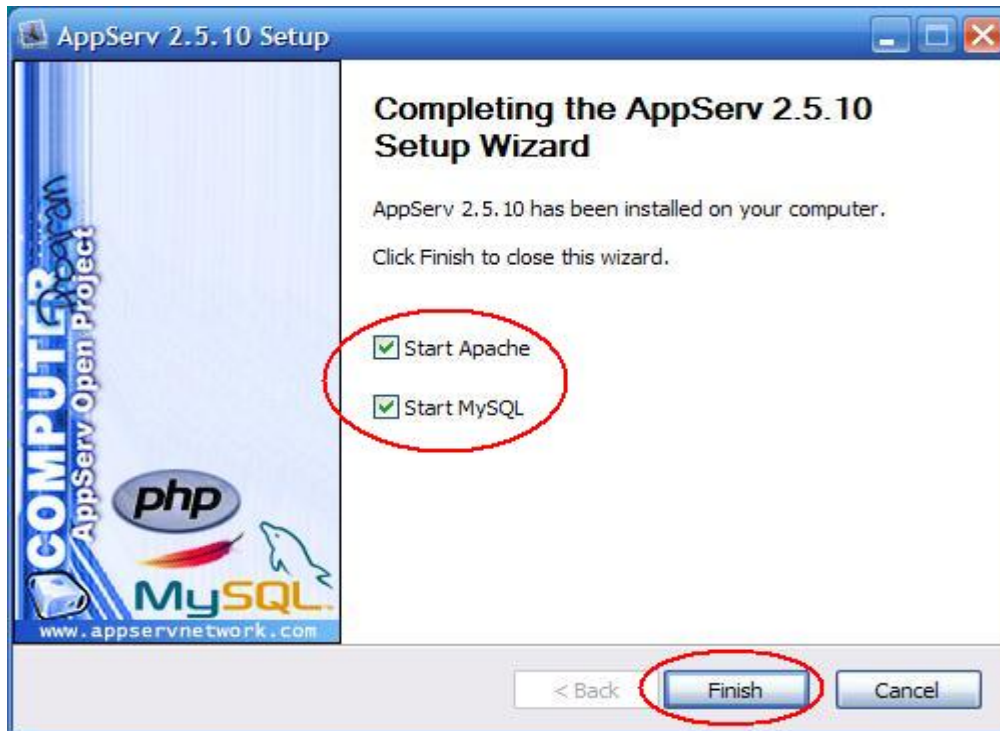 AppServ 2.5.10 Setup
Completing the AppServ 2.5.10
Setup Wizard
AppServ 2.5.10 has been installed on your computer.
Click Finish to close this wizard.
Start Apache
Start MySQL
COMPUTER
Program
AppServ Open Project
php
MySQL
www.appservnetwork.com
< Back
Finish
Cancel